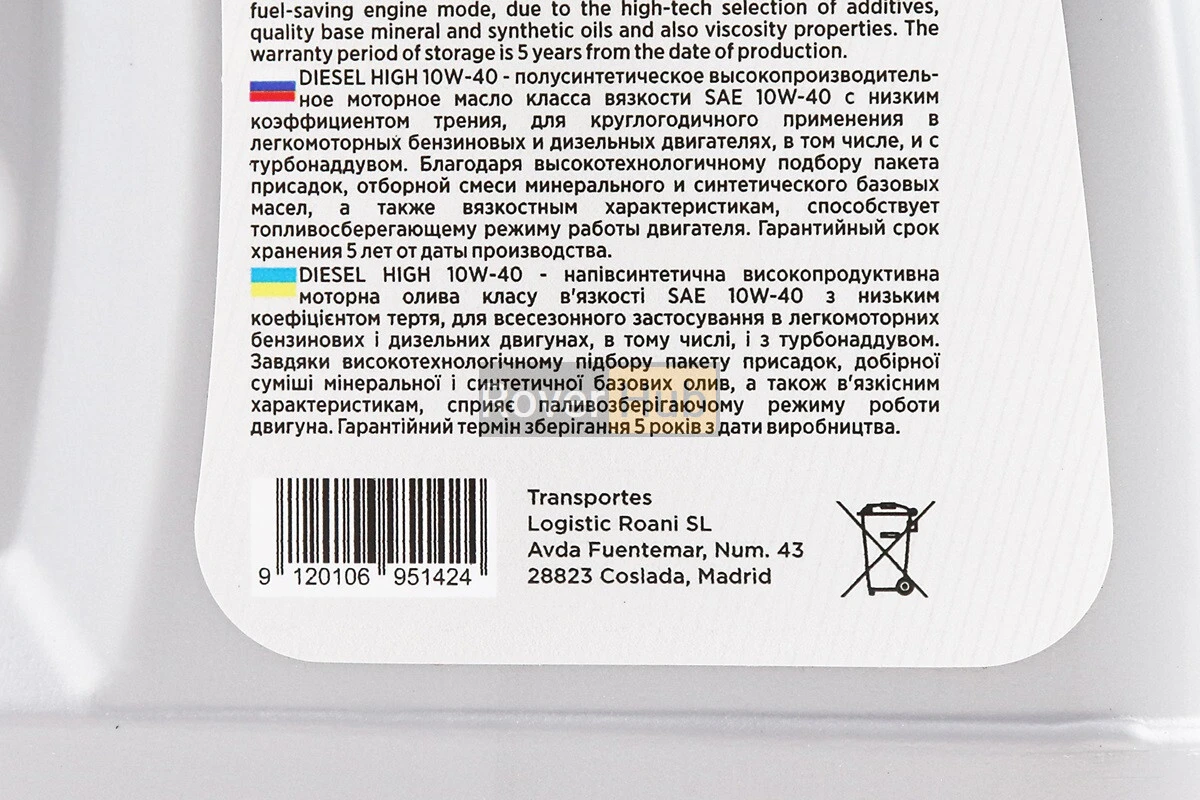 fuel-saving engine mode, due to the high-tech selection of additives,
quality base mineral and synthetic oils and also viscosity properties. The
warranty period of storage is 5 years from the date of production.
DIESEL HIGH 10W-40 - полусинтетическое высокопроизводитель-
ное моторное масло класса вязкости SAE 10W-40 с низким
коэффициентом трения, для круглогодичного применения в
легкомоторных бензиновых и дизельных двигателях, в том числе, и с
турбонаддувом. Благодаря высокотехнологичному подбору пакета
присадок, отборной смеси минерального и синтетического базовых
масел, а также вязкостным характеристикам, способствует
топливосберегающему режиму работы двигателя. Гарантийный срок
хранения 5 лет от даты производства.
DIESEL HIGH 10W-40 - напівсинтетична високопродуктивна
моторна олива класу в'язкості SAE 10W-40 з низьким
коефіцієнтом тертя, для всесезонного застосування в легкомоторних
бензинових і дизельних двигунах, в тому числі, і з турбонаддувом.
Завдяки високотехнологічному підбору пакету присадок, добірної
суміші мінеральної і синтетичної базових олив, а також в'язкісним
характеристикам, сприяє паливозберігаючому режиму роботи
двигуна. Гарантійний термін зберігання 5 років з дати виробництва.
RoverHub
9 120106 951424
Transportes
Logistic Roani SL
Avda Fuentemar, Num. 43
28823 Coslada, Madrid